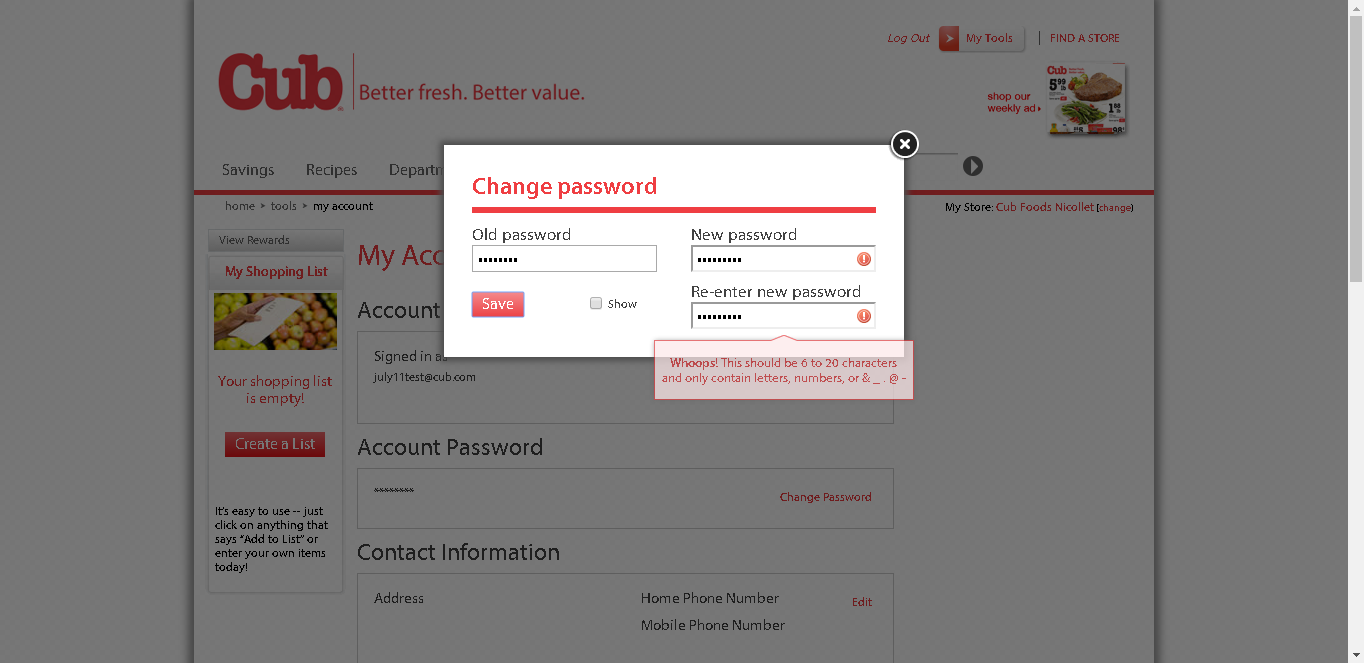 Log Out
My Tools
FIND A STORE
Cub
Better fresh. Better value.
shop our
weekly ad
Cub
5 99
1 88
Savings
Recipes
Departm
home
tools
my account
My Store: Cub Foods Nicollet [change]
View Rewards
My Shopping List
Your shopping list
is empty!
Create a List
It's easy to use -- just
click on anything that
says "Add to List" or
enter your own items
today!
My Acc
Account
Signed in a
july11test@cub.com
Account Password
********
Change Password
Contact Information
Address
Home Phone Number
Edit
Mobile Phone Number
Change password
Old password
New password
Save
Show
Re-enter new password
Whoops! This should be 6 to 20 characters
and only contain letters, numbers, or & _ . @ -